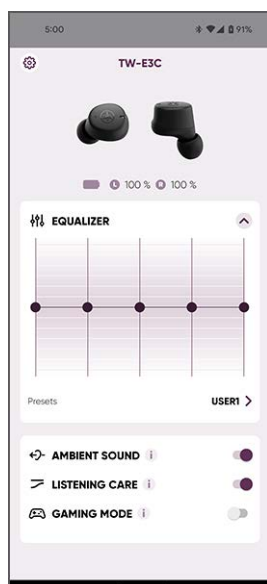 5:00 91%
TW-E3C
L 100 % R 100 %
EQUALIZER
Presets USER1
AMBIENT SOUND i
LISTENING CARE i
GAMING MODE i